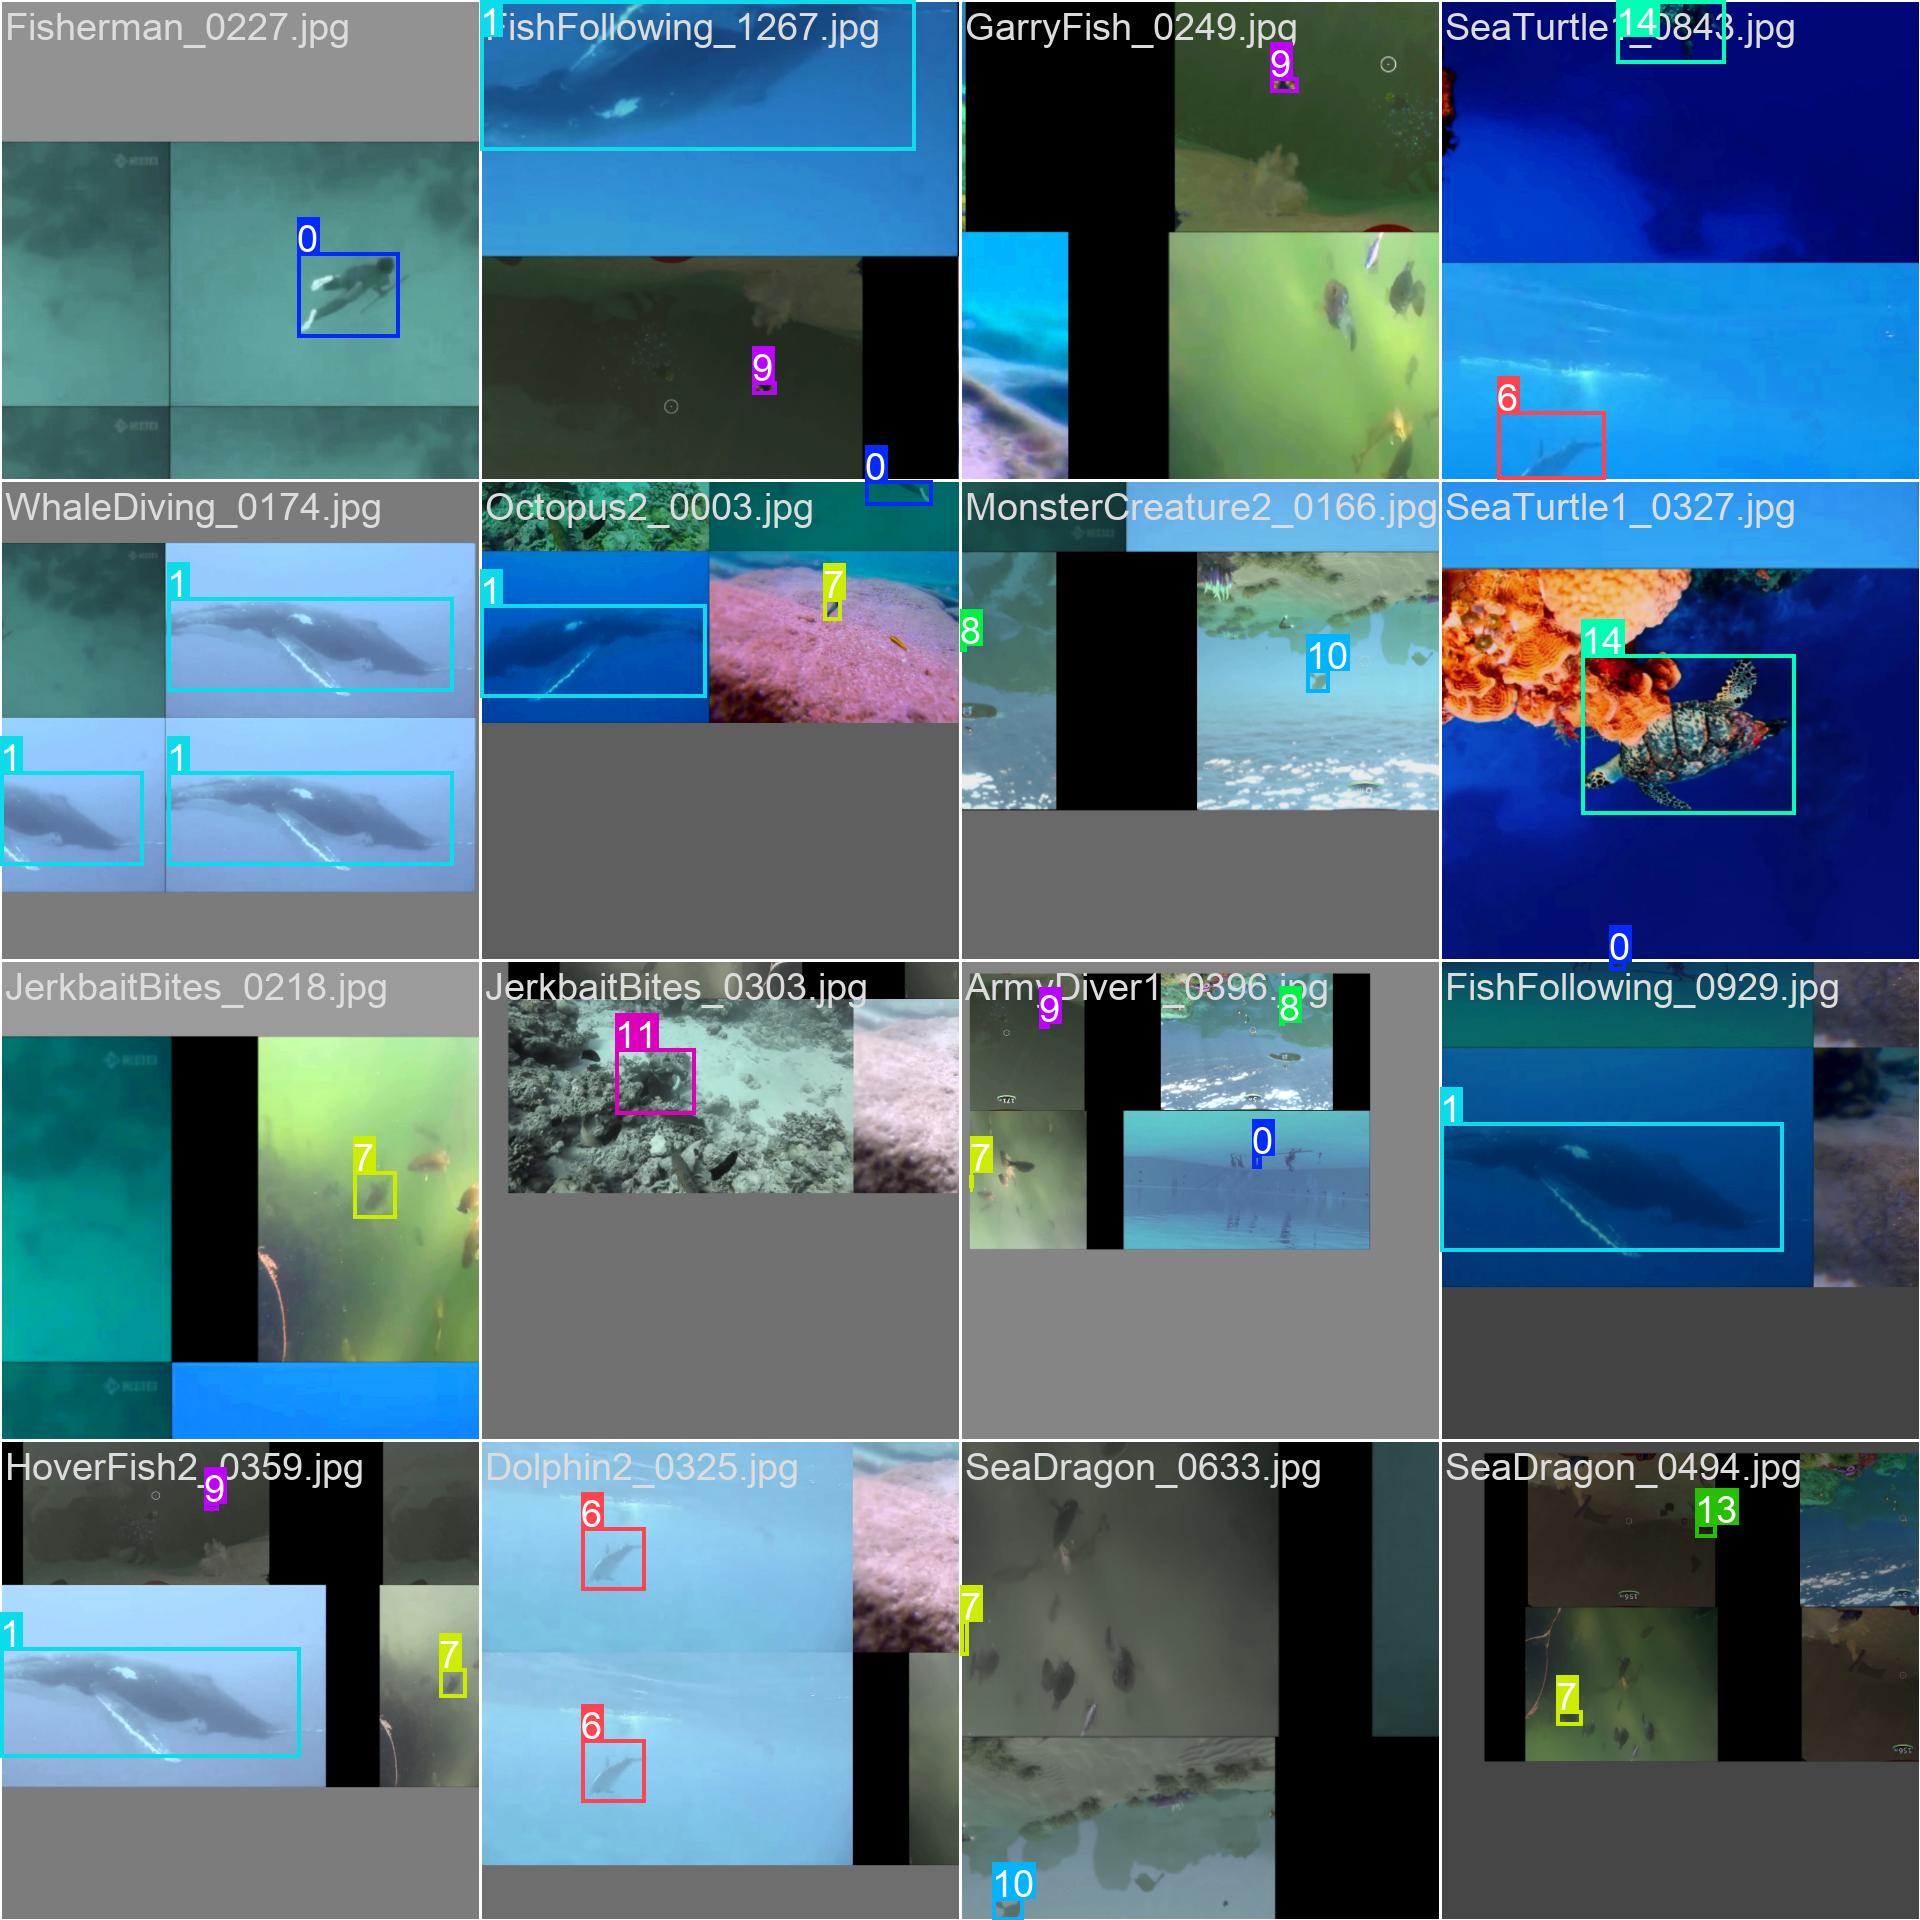 Fisherman_0227.jpg
0
1
FishFollowing_1267.jpg
9
0
GarryFish_0249.jpg
9
SeaTurtle1_0843.jpg
14
6
WhaleDiving_0174.jpg
1
1
1
Octopus2_0003.jpg
1
7
MonsterCreature2_0166.jpg
8
10
SeaTurtle1_0327.jpg
14
0
JerkbaitBites_0218.jpg
7
JerkbaitBites_0303.jpg
11
ArmyDiver1_0396.jpg
9
8
7
0
FishFollowing_0929.jpg
1
HoverFish2_0359.jpg
9
1
7
Dolphin2_0325.jpg
6
6
SeaDragon_0633.jpg
7
10
SeaDragon_0494.jpg
13
7